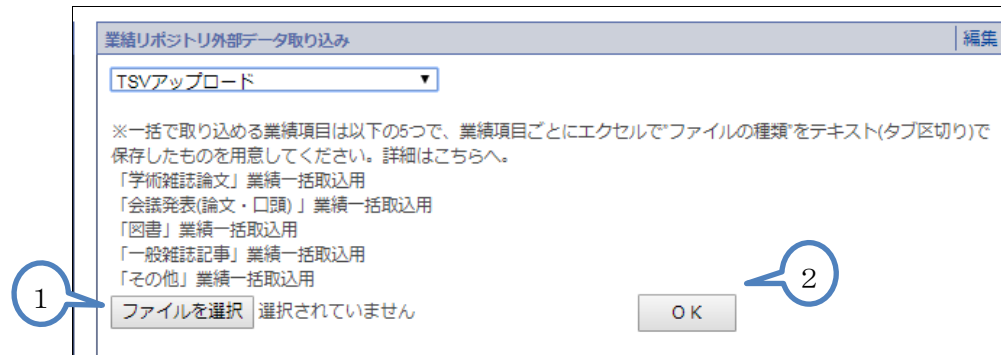 業績リポジトリ外部データ取り込み
編集
TSVアップロード
※一括で取り込める業績項目は以下の5つで、業績項目ごとにエクセルで"ファイルの種類"をテキスト(タブ区切り)で
保存したものを用意してください。詳細はこちらへ。
「学術雑誌論文」業績一括取込用
「会議発表(論文・口頭) 」業績一括取込用
「図書」業績一括取込用
「一般雑誌記事」業績一括取込用
「その他」業績一括取込用
1
ファイルを選択 選択されていません
OK
2